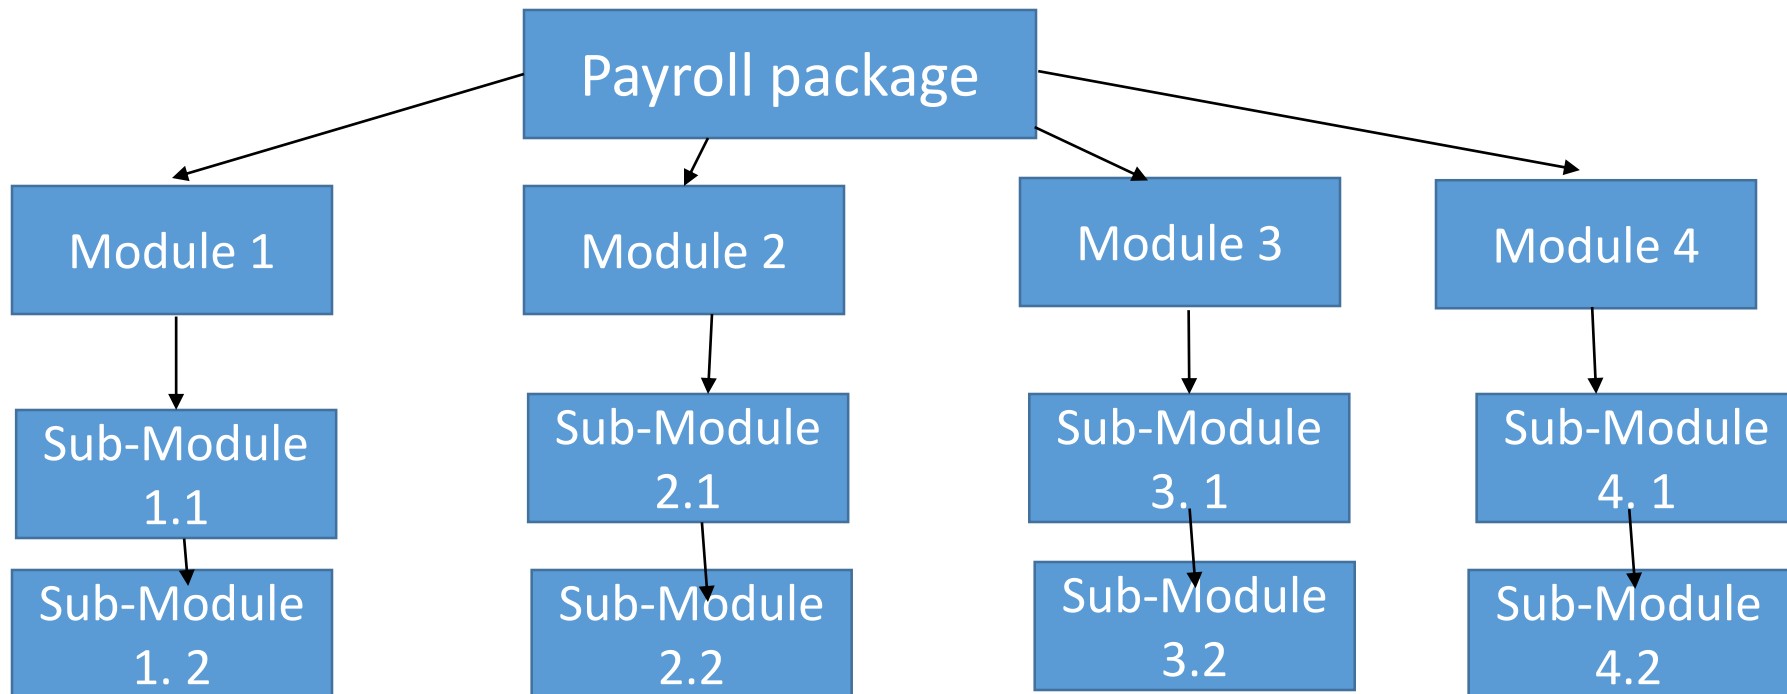 Payroll package
Module 1
Module 2
Module 3
Module 4
Sub-Module
1.1
Sub-Module
2.1
Sub-Module
3. 1
Sub-Module
4. 1
Sub-Module
1. 2
Sub-Module
2.2
Sub-Module
3.2
Sub-Module
4.2